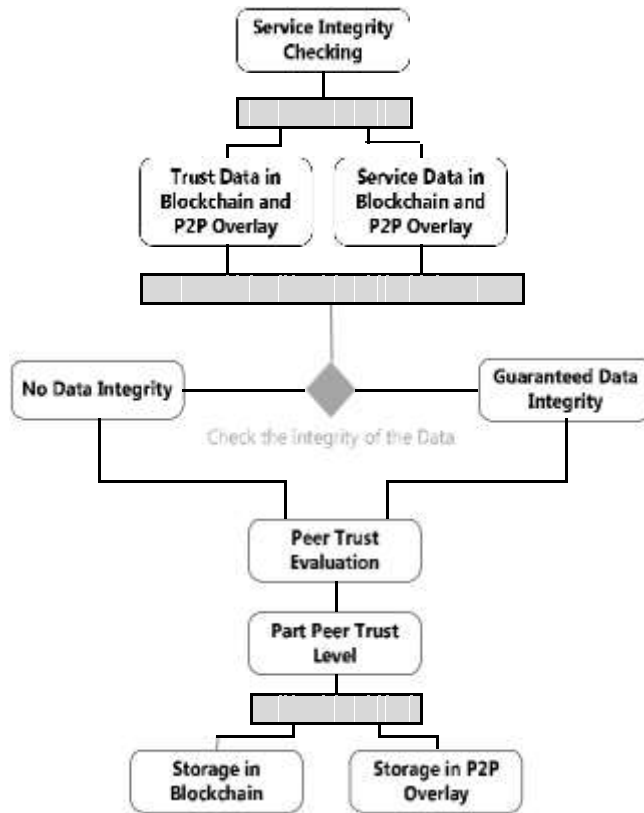 Service Integrity
Checking
Trust Data in
Blockchain and
P2P Overlay
Service Data in
Blockchain and
P2P Overlay
No Data Integrity
Guaranteed Data
Integrity
Check the integrity of the Data
Peer Trust
Evaluation
Part Peer Trust
Level
Storage in
Blockchain
Storage in P2P
Overlay